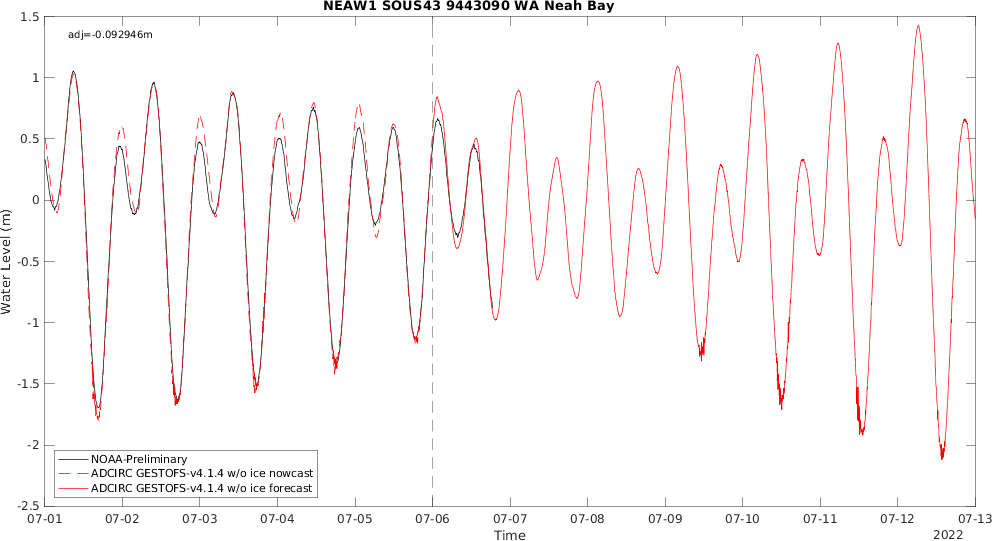 NEAW1 SOUS43 9443090 WA Neah Bay
adj=-0.092946m
1.5
1
0.5
0
-0.5
-1
-1.5
-2
-2.5
Water Level (m)
NOAA-Preliminary
ADCIRC GESTOFS-v4.1.4 w/o ice nowcast
ADCIRC GESTOFS-v4.1.4 w/o ice forecast
07-01 07-02 07-03 07-04 07-05 07-06 07-07 07-08 07-09 07-10 07-11 07-12 07-13
Time
2022